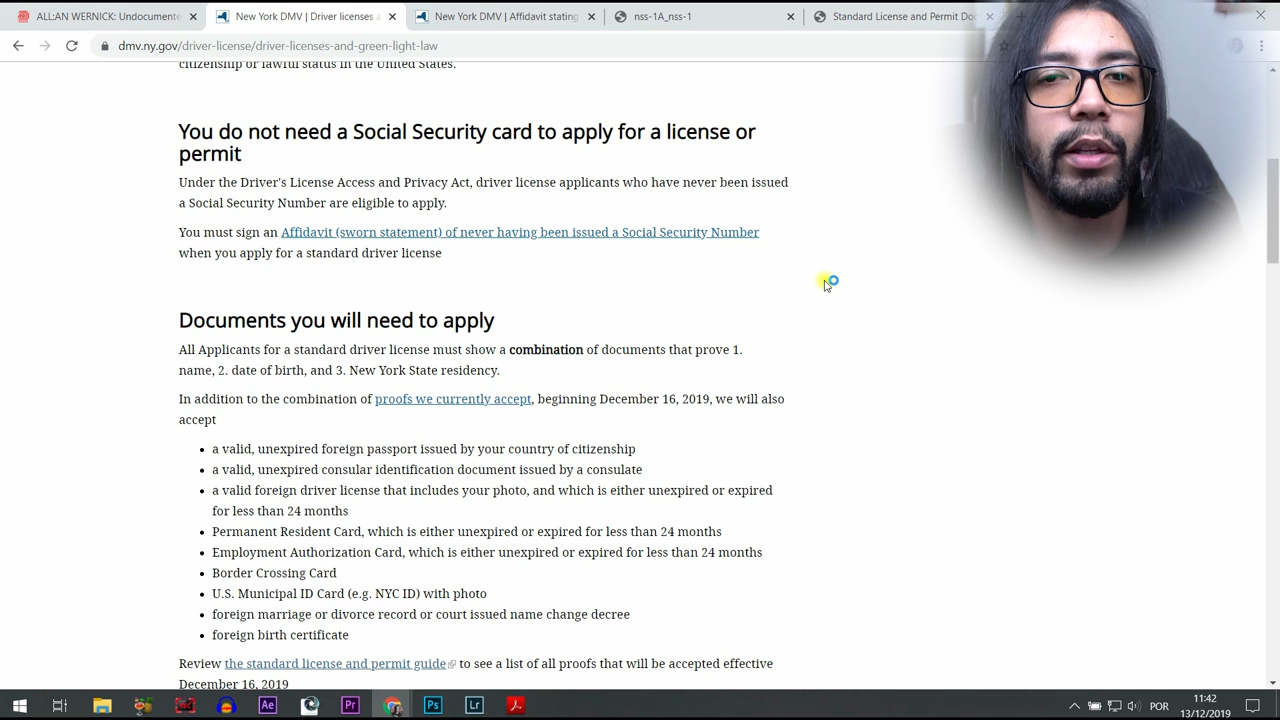 ALL:AN WERNICK: Undocumente
New York DMV | Driver licenses a
New York DMV | Affidavit stating
nss-1A_nss-1
Standard License and Permit Doc
dmv.ny.gov/driver-license/driver-licenses-and-green-light-law
citizenship or lawful status in the United States.
You do not need a Social Security card to apply for a license or
permit
Under the Driver's License Access and Privacy Act, driver license applicants who have never been issued
a Social Security Number are eligible to apply.
You must sign an Affidavit (sworn statement) of never having been issued a Social Security Number
when you apply for a standard driver license
Documents you will need to apply
All Applicants for a standard driver license must show a combination of documents that prove 1.
name, 2. date of birth, and 3. New York State residency.
In addition to the combination of proofs we currently accept, beginning December 16, 2019, we will also
accept
• a valid, unexpired foreign passport issued by your country of citizenship
• a valid, unexpired consular identification document issued by a consulate
• a valid foreign driver license that includes your photo, and which is either unexpired or expired
for less than 24 months
• Permanent Resident Card, which is either unexpired or expired for less than 24 months
• Employment Authorization Card, which is either unexpired or expired for less than 24 months
• Border Crossing Card
• U.S. Municipal ID Card (e.g. NYC ID) with photo
• foreign marriage or divorce record or court issued name change decree
• foreign birth certificate
Review the standard license and permit guide to see a list of all proofs that will be accepted effective
December 16, 2019
Ae
Pr
Ps
Lr
POR
11:42
13/12/2019